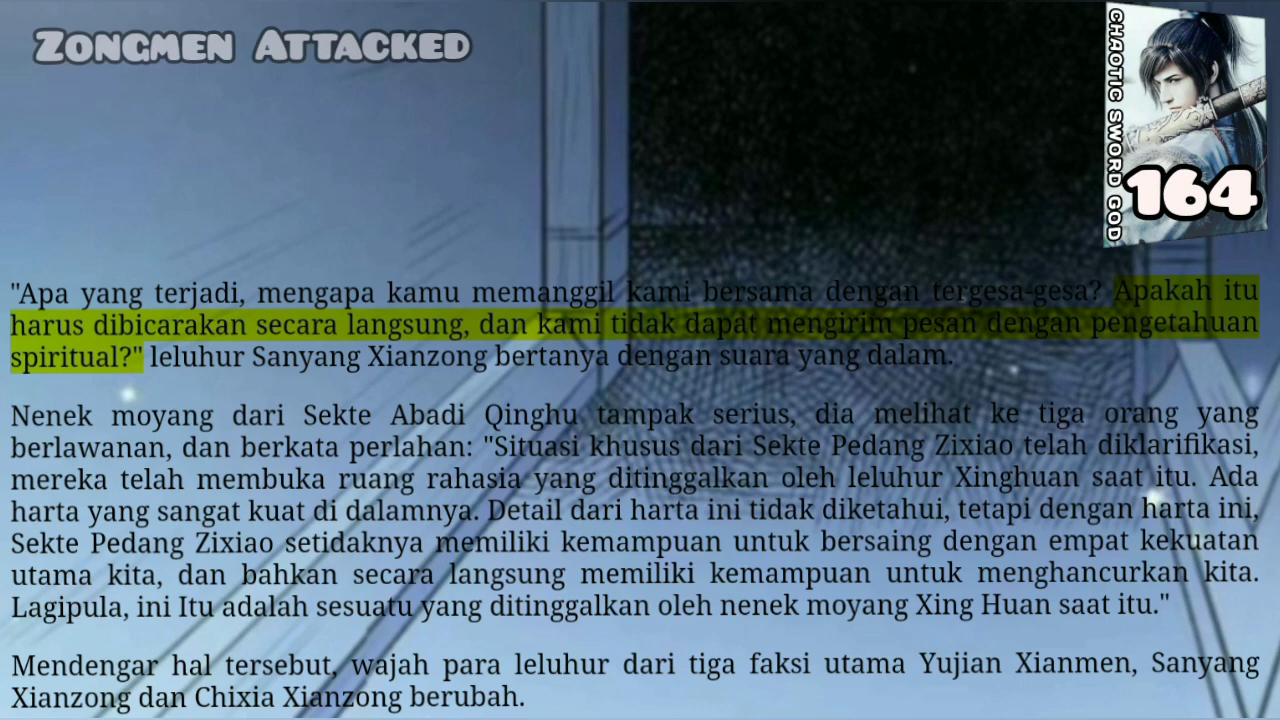 ZONGMEN ATTACKED
CHAOTIC SWORD GOD
164
"Apa yang terjadi, mengapa kamu memanggil kami bersama dengan tergesa-gesa? Apakah itu
harus dibicarakan secara langsung, dan kami tidak dapat mengirim pesan dengan pengetahuan
spiritual?" leluhur Sanyang Xianzong bertanya dengan suara yang dalam.
Nenek moyang dari Sekte Abadi Qinghu tampak serius, dia melihat ke tiga orang yang
berlawanan, dan berkata perlahan: "Situasi khusus dari Sekte Pedang Zixiao telah diklarifikasi,
mereka telah membuka ruang rahasia yang ditinggalkan oleh leluhur Xinghuan saat itu. Ada
harta yang sangat kuat di dalamnya. Detail dari harta ini tidak diketahui, tetapi dengan harta ini,
Sekte Pedang Zixiao setidaknya memiliki kemampuan untuk bersaing dengan empat kekuatan
utama kita, dan bahkan secara langsung memiliki kemampuan untuk menghancurkan kita.
Lagipula, ini Itu adalah sesuatu yang ditinggalkan oleh nenek moyang Xing Huan saat itu."
Mendengar hal tersebut, wajah para leluhur dari tiga faksi utama Yujian Xianmen, Sanyang
Xianzong dan Chixia Xianzong berubah.